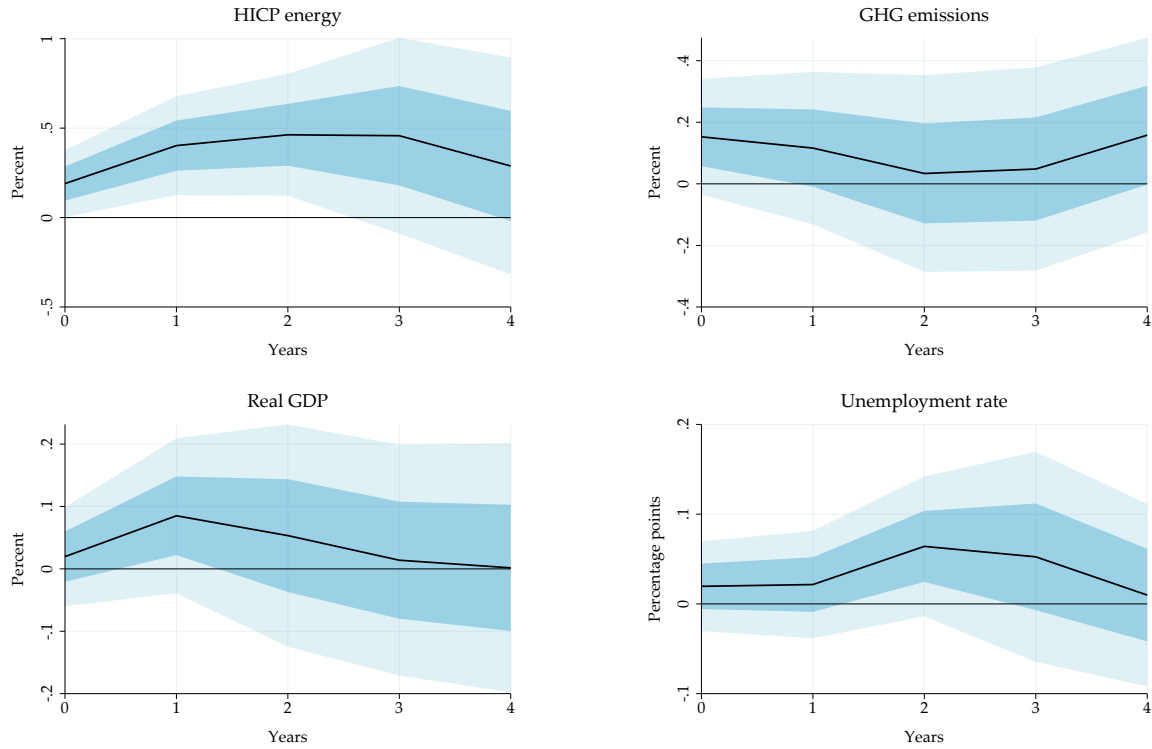 HICP energy
Percent
1
.5
0
-.5
0 1 2 3 4
Years
GHG emissions
Percent
.4
.2
0
-.2
-.4
0 1 2 3 4
Years
Real GDP
Percent
.2
.1
0
-.1
-.2
0 1 2 3 4
Years
Unemployment rate
Percentage points
.2
.1
0
-.1
0 1 2 3 4
Years